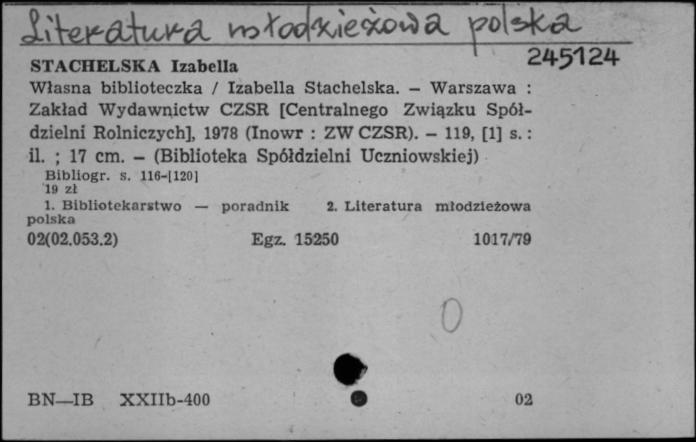 Literatura młodzieżowa polska
245124
STACHELSKA Izabella
Własna biblioteczka / Izabella Stachelska. — Warszawa :
Zakład Wydawnictw CZSR [Centralnego Związku Spół-
dzielni Rolniczych], 1978 (Inowr : ZW CZSR). — 119, [1] s. :
il. ; 17 cm. — (Biblioteka Spółdzielni Uczniowskiej)
Bibliogr. s. 116-[120]
19 zł
1. Bibliotekarstwo — poradnik 2. Literatura młodzieżowa
polska
02(02.053.2) Egz. 15250 1017/79
0
BN—IB XXIIb-400 02